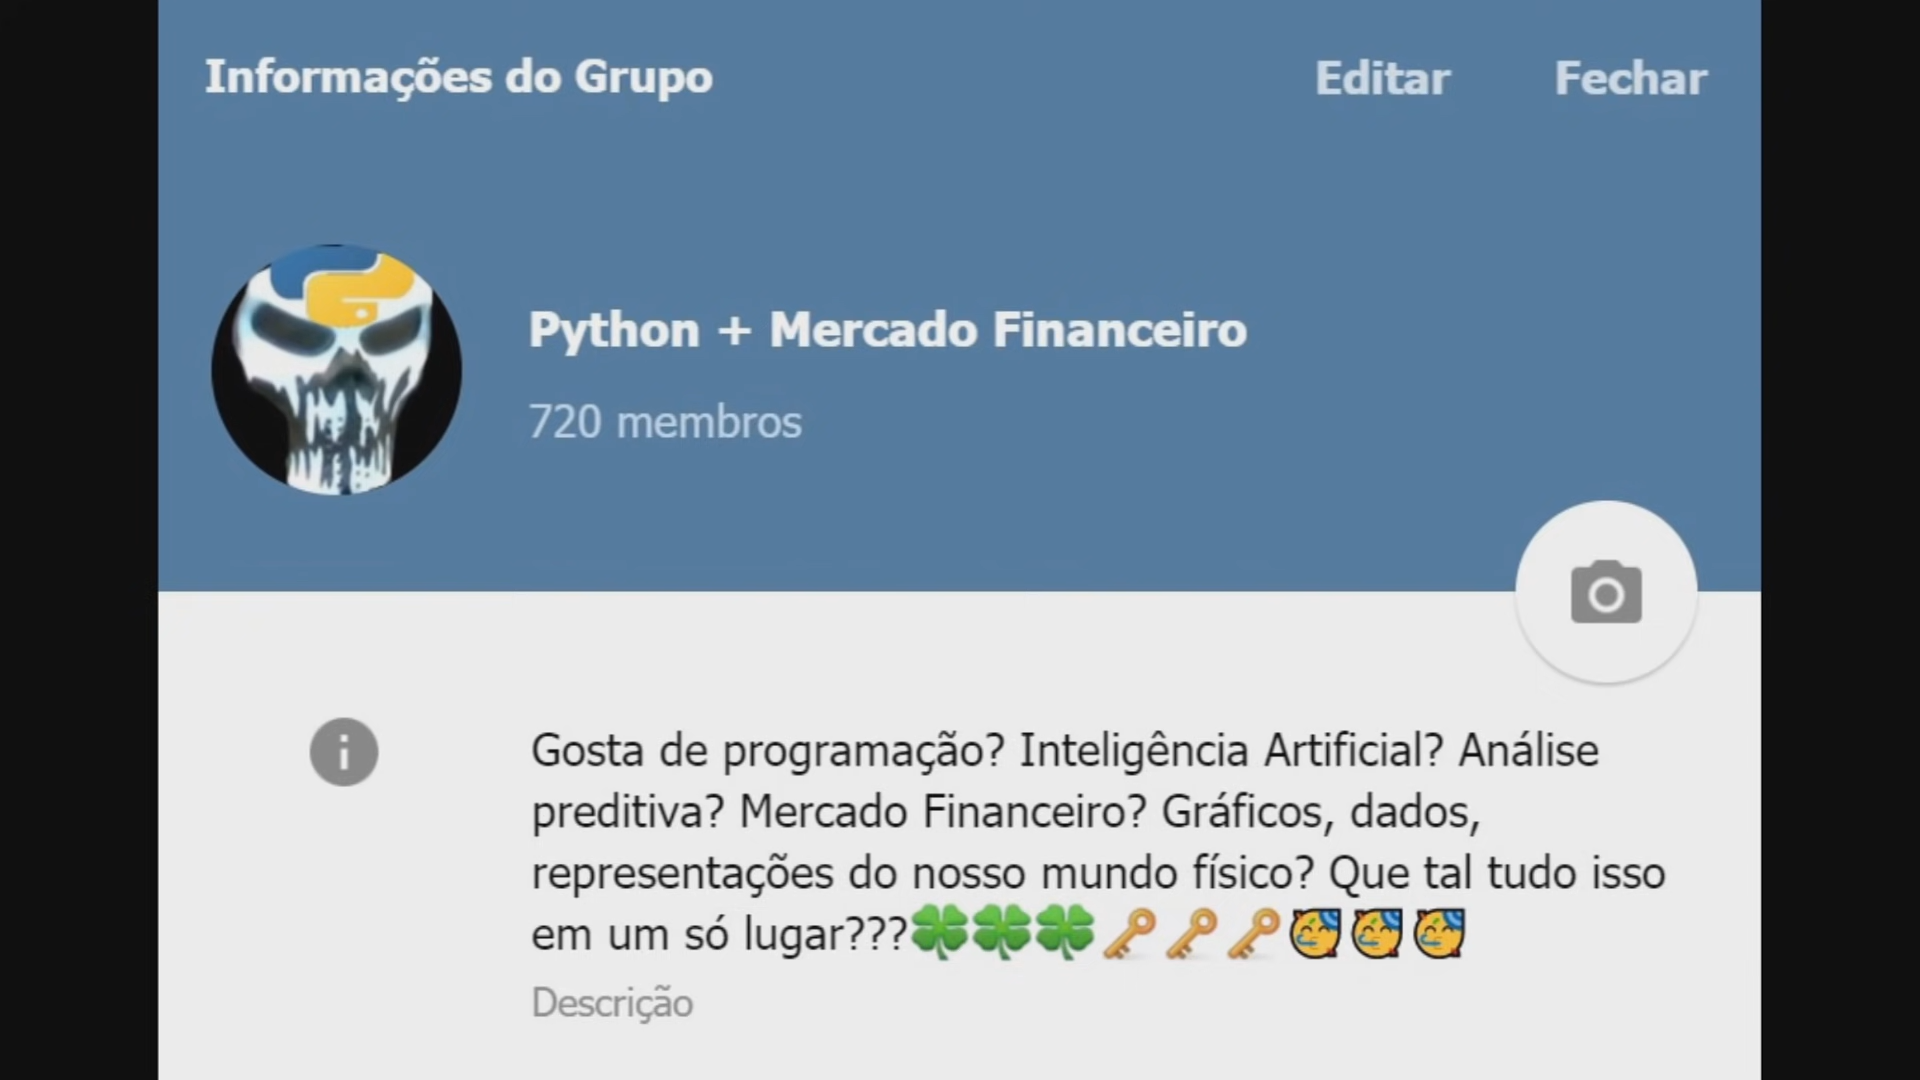 Informações do Grupo
Editar
Fechar
Python + Mercado Financeiro
720 membros
Gosta de programação? Inteligência Artificial? Análise
preditiva? Mercado Financeiro? Gráficos, dados,
representações do nosso mundo físico? Que tal tudo isso
em um só lugar???🍀🍀🍀🔑🔑🔑🥳🥳🥳
Descrição